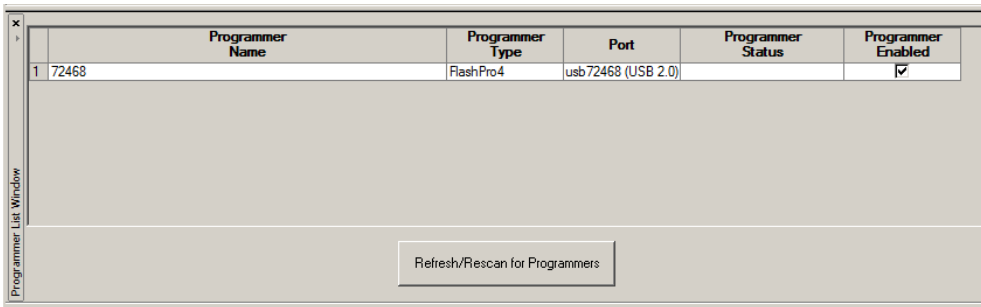 Programmer Name Programmer Type Port Programmer Status Programmer Enabled
1 72468 FlashPro4 usb72468 (USB 2.0)
Programmer List Window
Refresh/Rescan for Programmers